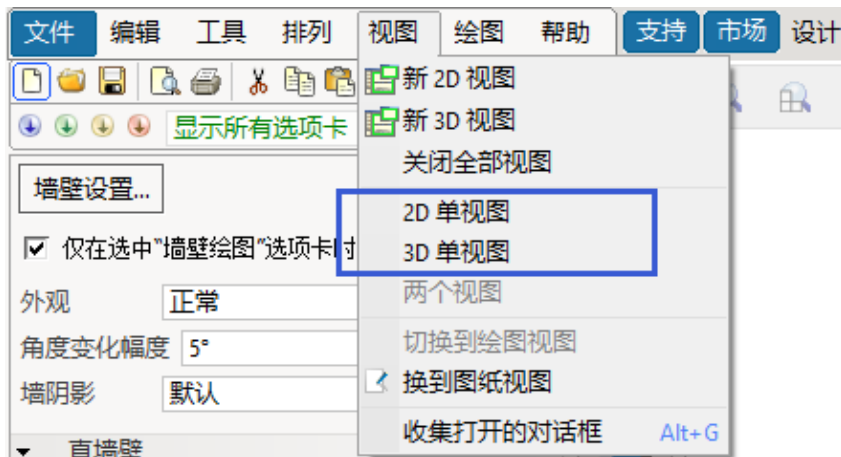 文件 编辑 工具 排列 视图 绘图 帮助 支持 市场 设计
新 2D 视图
新 3D 视图
显示所有选项卡
关闭全部视图
墙壁设置...
2D 单视图
仅在选中“墙壁绘图”选项卡时
3D 单视图
外观 正常
两个视图
角度变化幅度 5°
切换到绘图视图
墙阴影 默认
换到图纸视图
收集打开的对话框 Alt+G
直墙壁